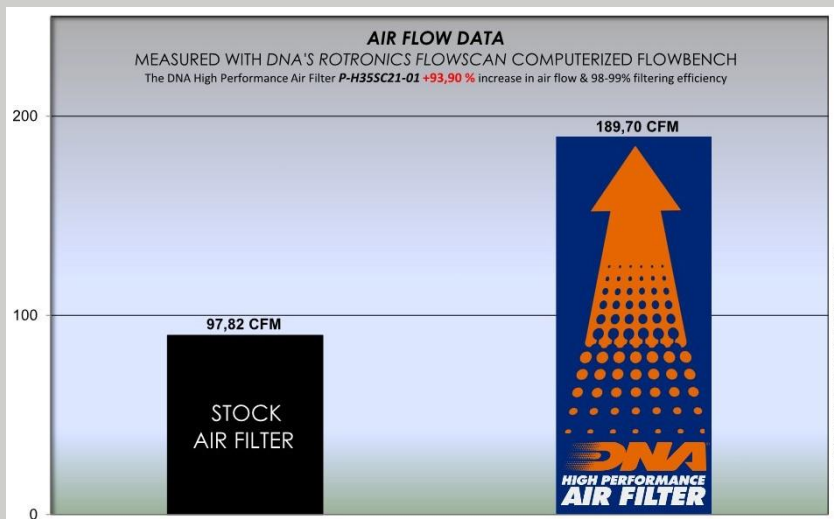 AIR FLOW DATA
MEASURED WITH DNA'S ROTRONICS FLOWSCAN COMPUTERIZED FLOWBENCH
The DNA High Performance Air Filter P-H35SC21-01 +93,90 % increase in air flow & 98-99% filtering efficiency
200
189,70 CFM
100
97,82 CFM
STOCK
AIR FILTER
DNA
HIGH PERFORMANCE
AIR FILTER
0